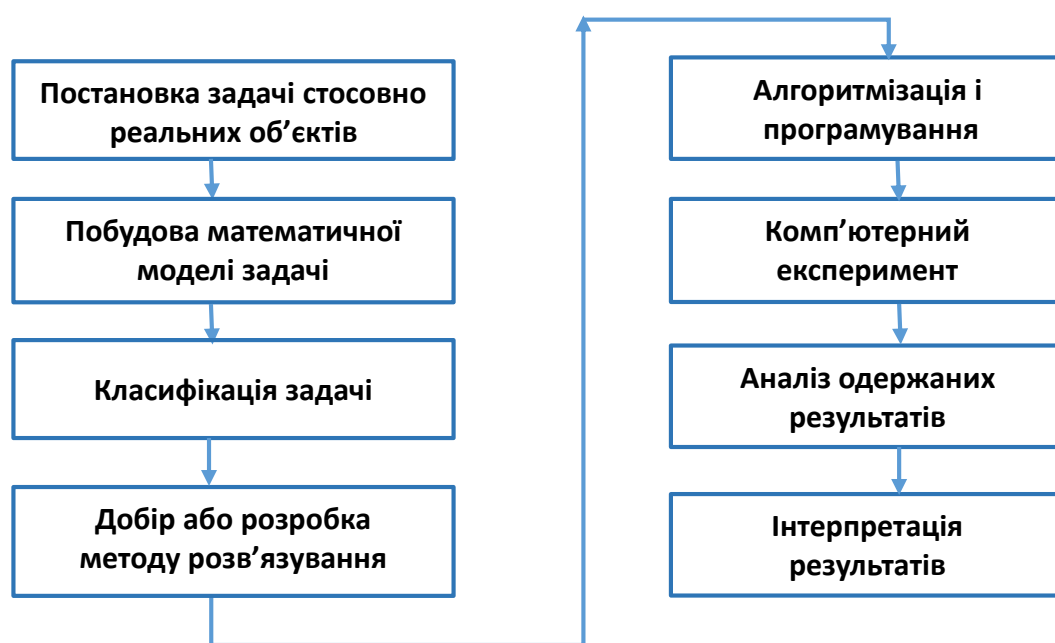 Постановка задачі стосовно
реальних об’єктів
Побудова математичної
моделі задачі
Класифікація задачі
Добір або розробка
методу розв’язування
Алгоритмізація і
програмування
Комп’ютерний
експеримент
Аналіз одержаних
результатів
Інтерпретація
результатів